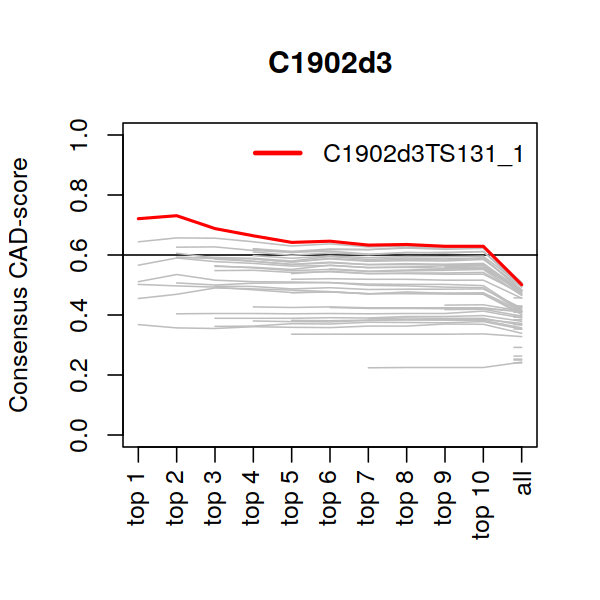 C1902d3
C1902d3TS131_1
Consensus CAD-score
1.0
0.8
0.6
0.4
0.2
0.0
top 1
top 2
top 3
top 4
top 5
top 6
top 7
top 8
top 9
top 10
all